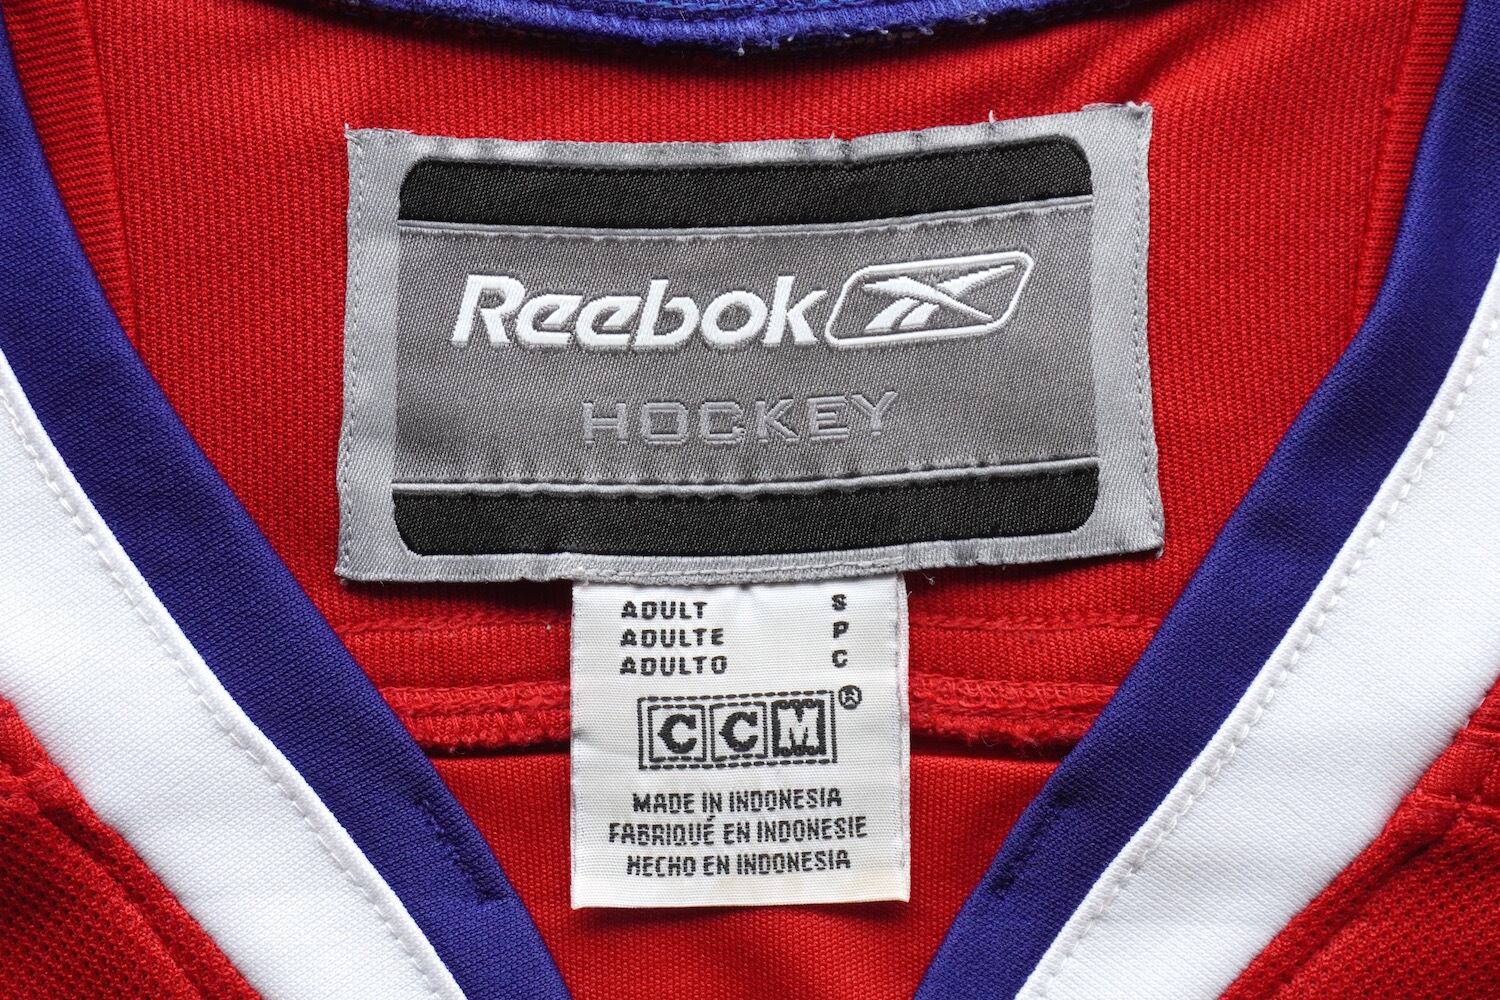 Reebok
HOCKEY
ADULT S
ADULTE P
ADULTO C
CCM®
MADE IN INDONESIA
FABRIQUÉ EN INDONESIE
HECHO EN INDONESIA